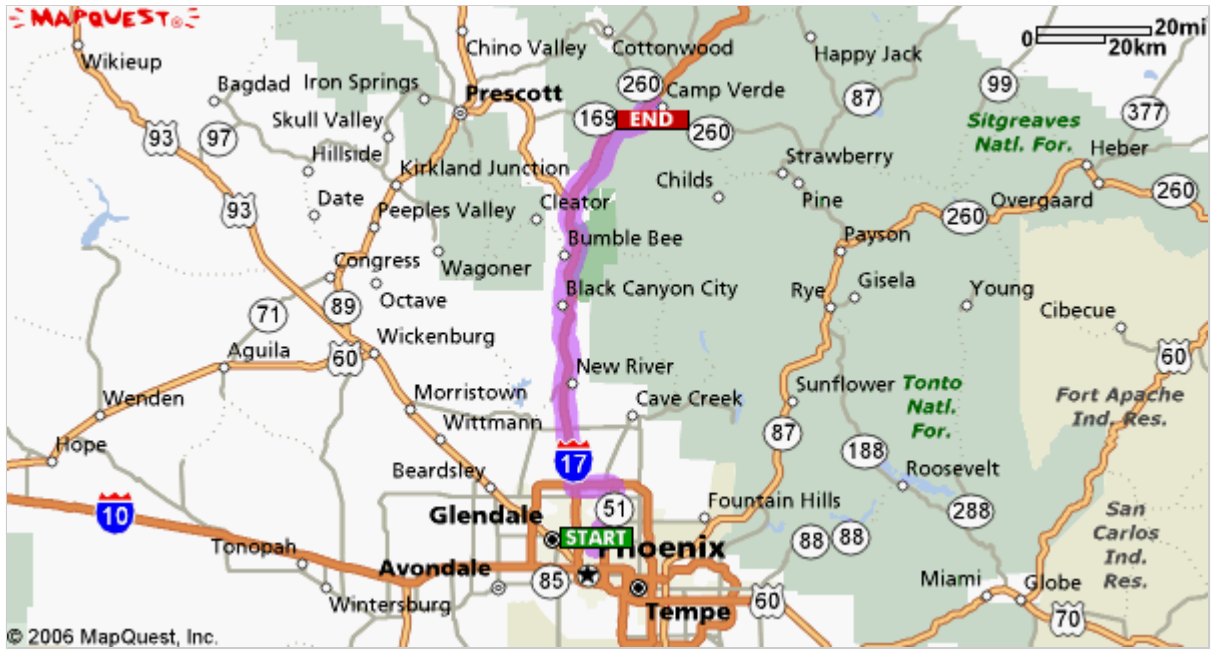 MAPQUEST
20mi
0
20km
Wikieup
Chino Valley
Cottonwood
Happy Jack
Bagdad
Iron Springs
260
Camp Verde
87
99
377
Prescott
169
END
260
93
97
Skull Valley
Hillside
Sitgreaves
Natl. For.
Heber
Kirkland Junction
Strawberry
Childs
Pine
Overgaard
260
93
Date
Peeples Valley
Cleator
260
Payson
Bumble Bee
Wagoner
Congress
Octave
Black Canyon City
Rye
Gisela
Young
Cibecue
71
89
Wickenburg
60
Aguila
60
New River
Wenden
Morristown
Cave Creek
Sunflower
Tonto
Natl.
For.
Fort Apache
Ind. Res.
Wittmann
Hope
87
188
Beardsley
17
Roosevelt
10
Glendale
51
Fountain Hills
288
San
Carlos
Ind.
Res.
START
Phoenix
88
88
Tonopah
Avondale
85
Miami
Globe
Wintersburg
Tempe
60
70
© 2006 MapQuest, Inc.